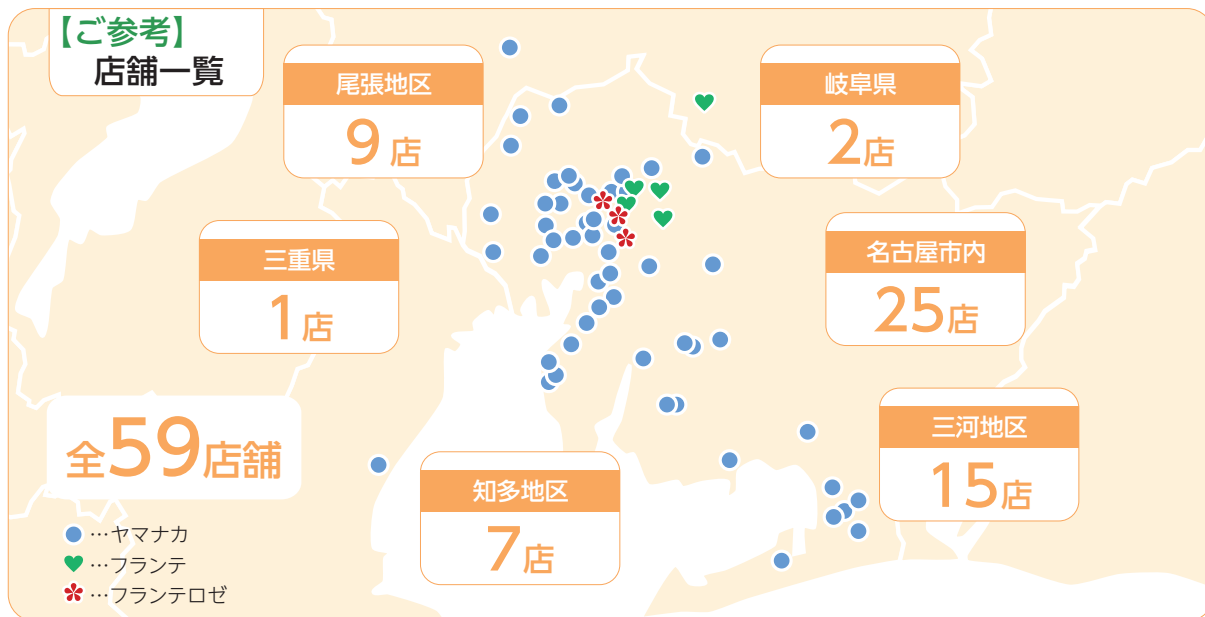 【ご参考】
店舗一覧
尾張地区
9店
岐阜県
2店
三重県
1店
名古屋市内
25店
全59店舗
三河地区
15店
知多地区
7店
…ヤマナカ
…フランテ
…フランテロゼ